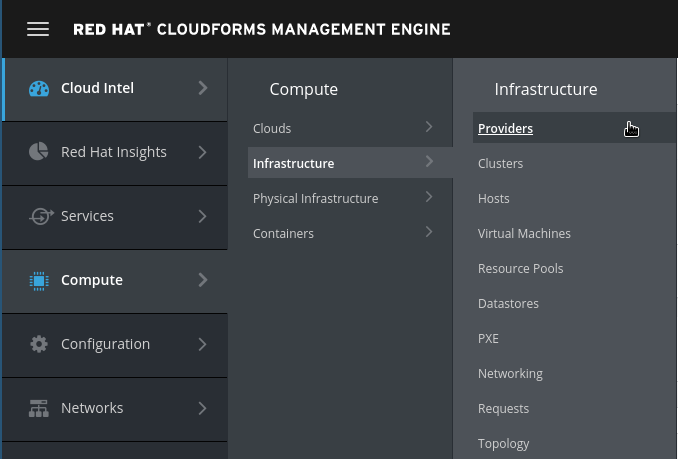 RED HAT® CLOUDFORMS MANAGEMENT ENGINE
Cloud Intel
Red Hat Insights
Services
Compute
Configuration
Networks
Compute
Clouds
Infrastructure
Physical Infrastructure
Containers
Infrastructure
Providers
Clusters
Hosts
Virtual Machines
Resource Pools
Datastores
PXE
Networking
Requests
Topology